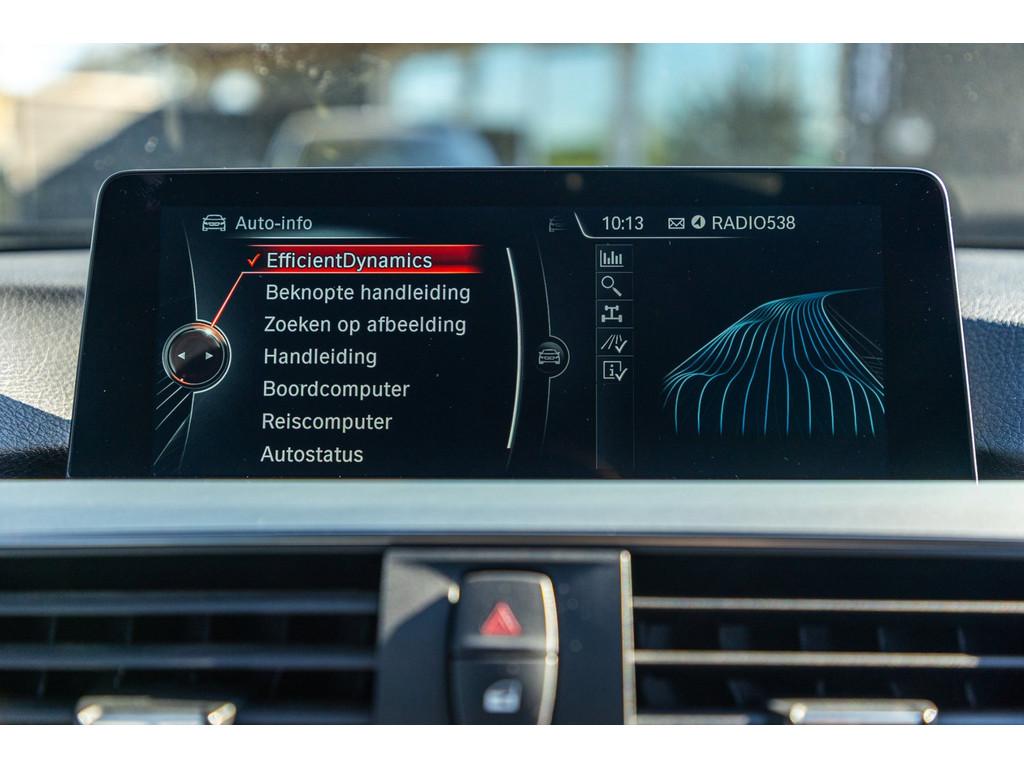 Auto-info
10:13 RADIO538
EfficientDynamics
Beknopte handleiding
Zoeken op afbeelding
Handleiding
Boordcomputer
Reiscomputer
Autostatus